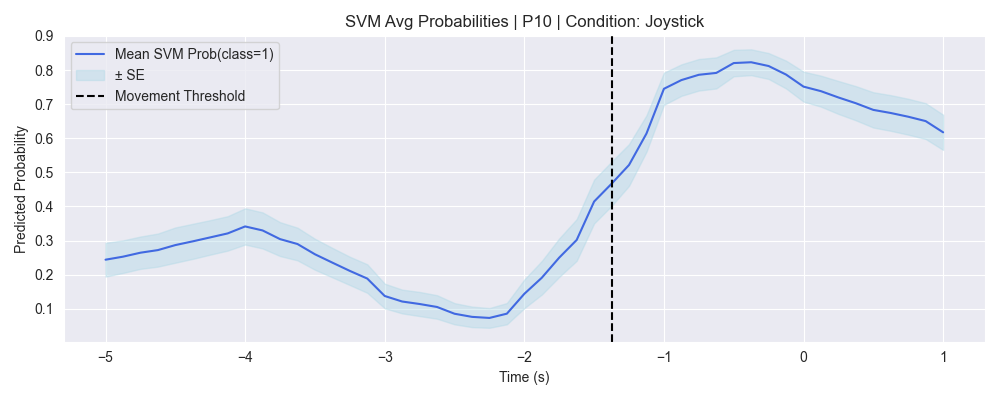 SVM Avg Probabilities | P10 | Condition: Joystick
Mean SVM Prob(class=1)
± SE
Movement Threshold
Predicted Probability
0.9
0.8
0.7
0.6
0.5
0.4
0.3
0.2
0.1
−5 −4 −3 −2 −1 0 1
Time (s)